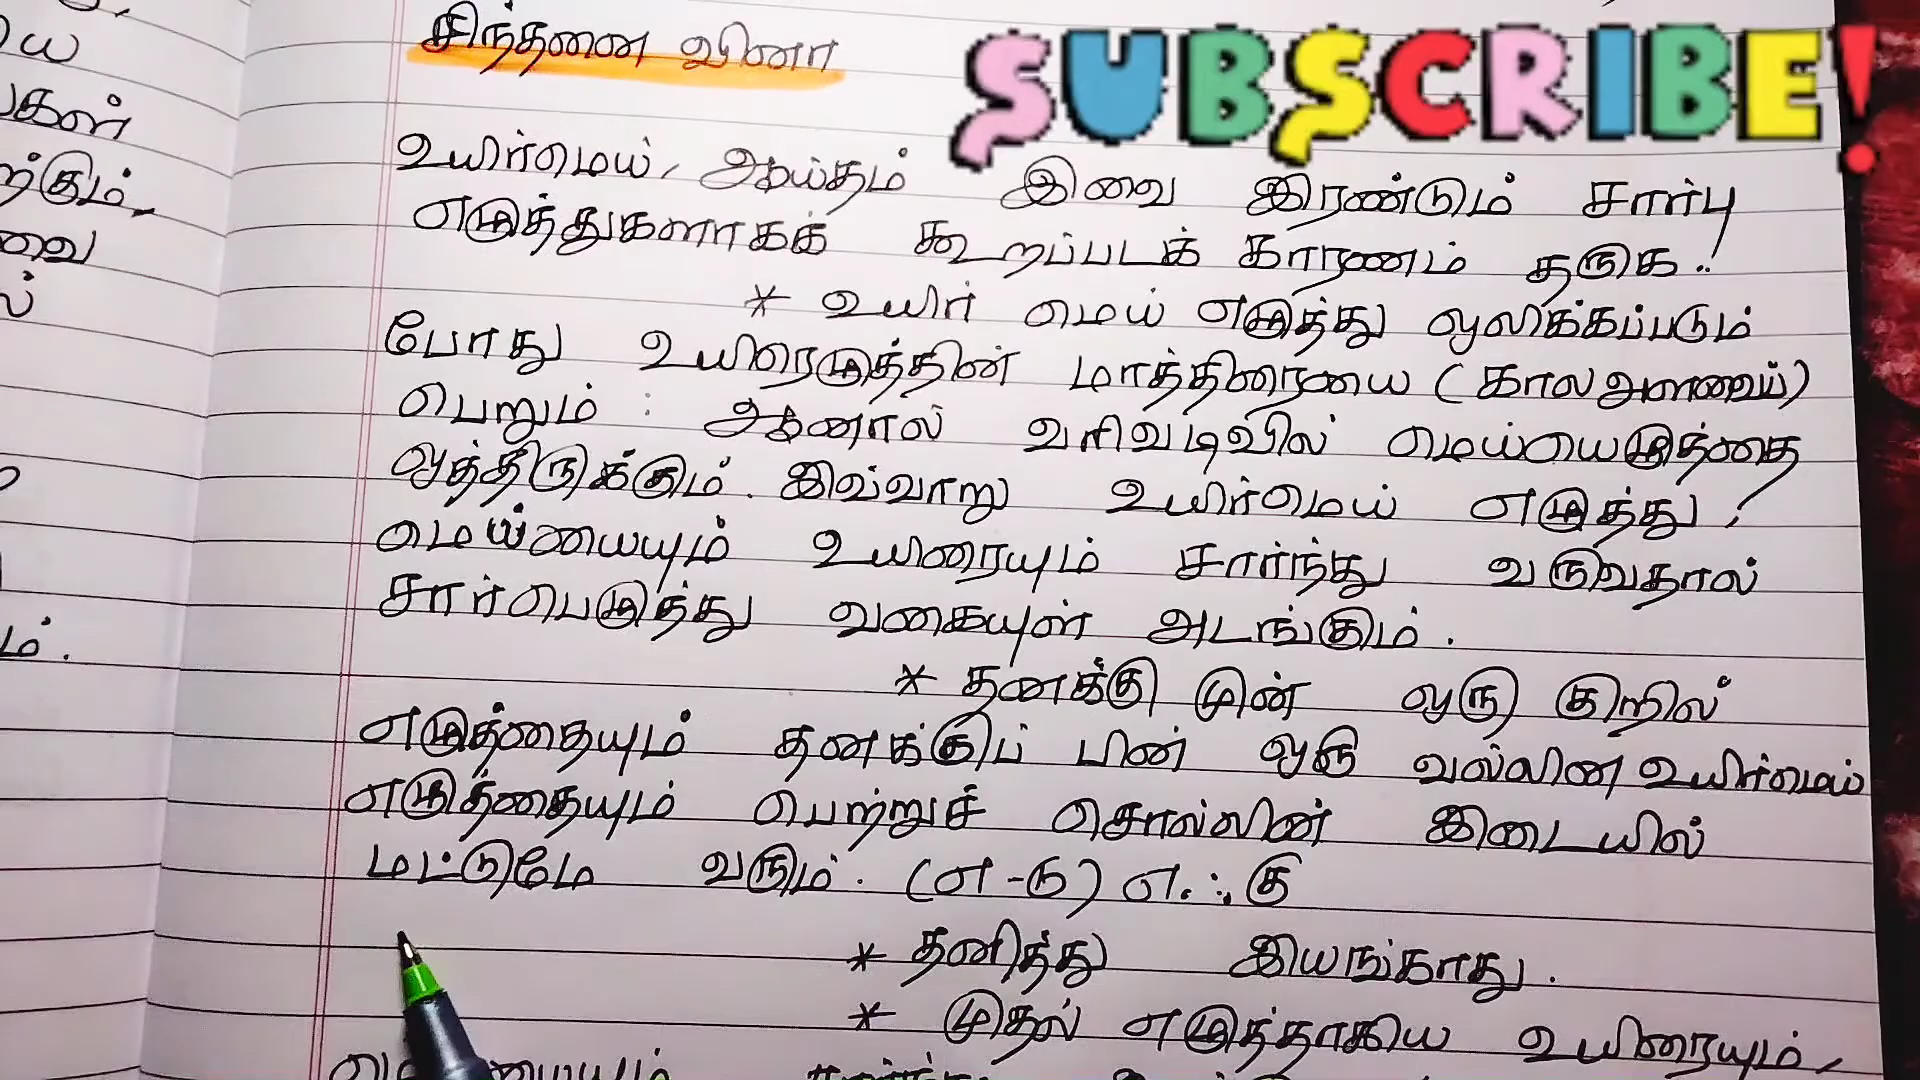 சிந்தனை வினா
SUBSCRIBE!
உயிர்மெய், ஆய்தம் இவை இரண்டும் சார்பு
எழுத்துகளாகக் கூறப்படக் காரணம் தருக..!
* உயிர் மெய் எழுத்து ஒலிக்கப்படும்
போது உயிரெழுத்தின் மாத்திரையை (கால அளவைப்)
பெறும் : ஆனால் வரிவடிவில் மெய்யெழுத்தை
ஒத்திருக்கும். இவ்வாறு உயிர்மெய் எழுத்து
மெய்யையும் உயிரையும் சார்ந்து வருவதால்
சார்பெழுத்து வகையுள் அடங்கும்.
* தனக்கு முன் ஒரு குறில்
எழுத்தையும் தனக்குப் பின் ஒரு வல்லின உயிர்மெய்
எழுத்தையும் பெற்றுச் சொல்லின் இடையில்
மட்டுமே வரும். (எ-டு) எ.ஃகு
* தனித்து இயங்காது.
* முதல் எழுத்தாகிய உயிரையும்,
ய
ற்கும்,
வை
ல்
ம்.